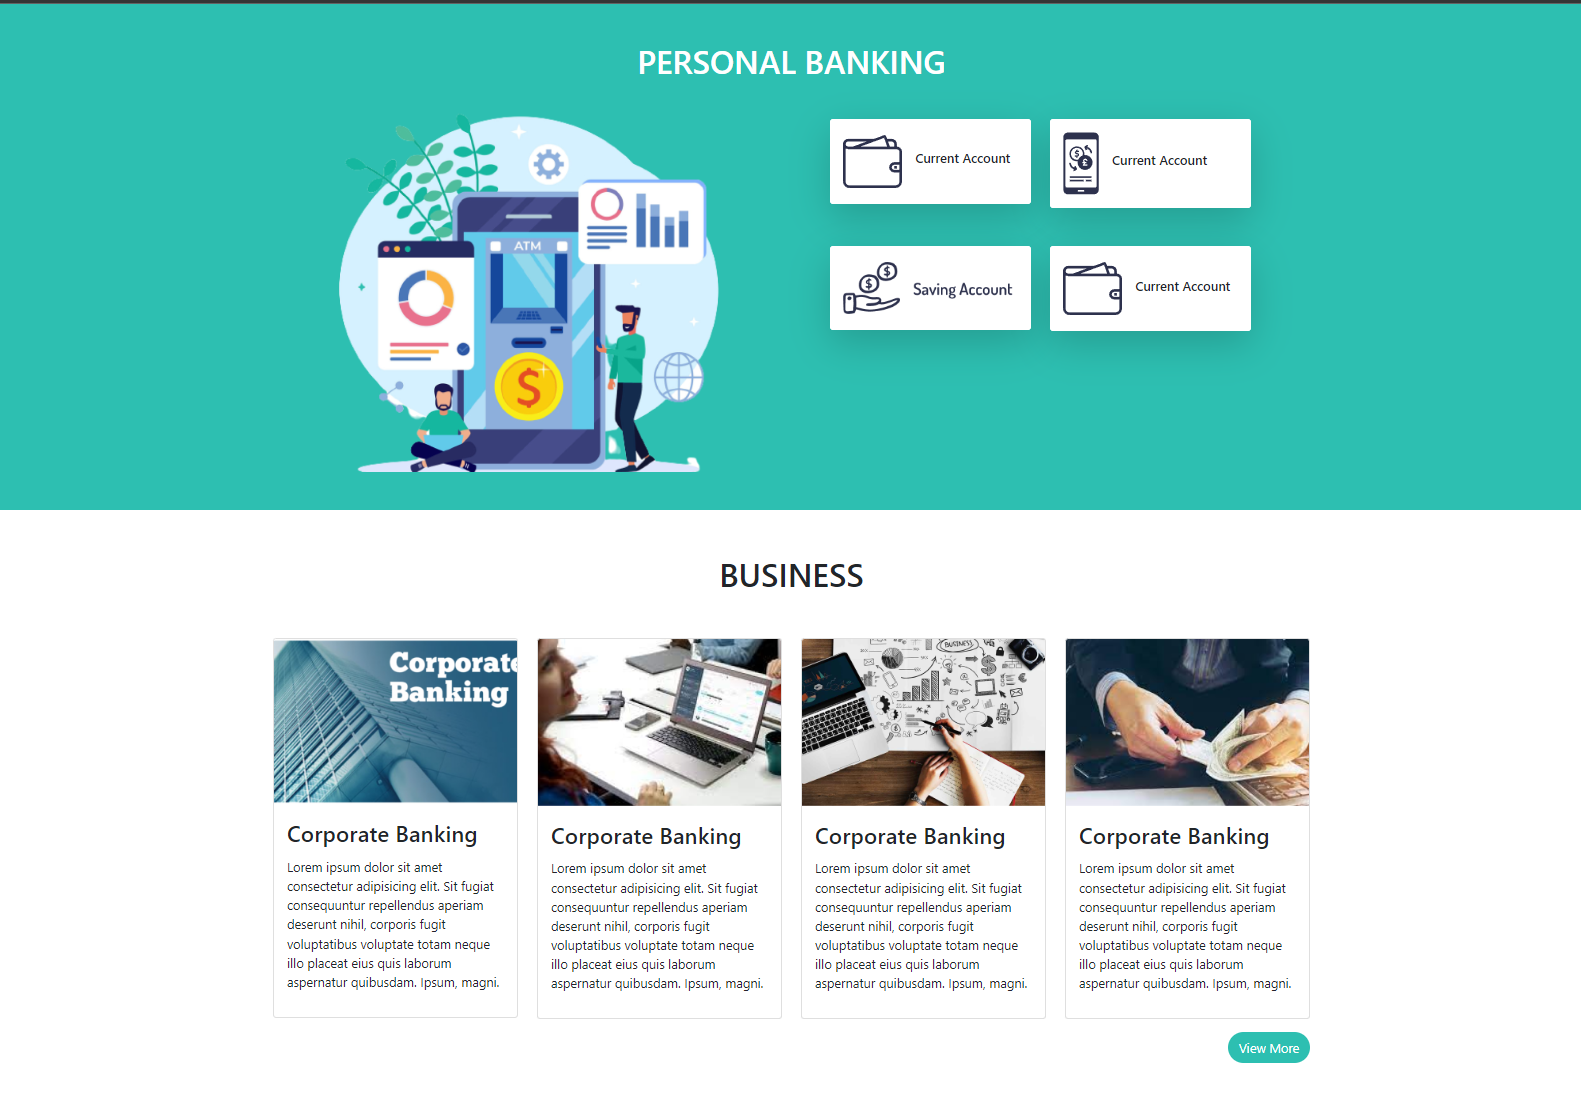 PERSONAL BANKING
ATM
$
Current Account
$
£
Current Account
$
$
Saving Account
Current Account
BUSINESS
Corporate
Banking
BUSINESS
$
Corporate Banking
Lorem ipsum dolor sit amet
consectetur adipisicing elit. Sit fugiat
consequuntur repellendus aperiam
deserunt nihil, corporis fugit
voluptatibus voluptate totam neque
illo placeat eius quis laborum
aspernatur quibusdam. Ipsum, magni.
Corporate Banking
Lorem ipsum dolor sit amet
consectetur adipisicing elit. Sit fugiat
consequuntur repellendus aperiam
deserunt nihil, corporis fugit
voluptatibus voluptate totam neque
illo placeat eius quis laborum
aspernatur quibusdam. Ipsum, magni.
Corporate Banking
Lorem ipsum dolor sit amet
consectetur adipisicing elit. Sit fugiat
consequuntur repellendus aperiam
deserunt nihil, corporis fugit
voluptatibus voluptate totam neque
illo placeat eius quis laborum
aspernatur quibusdam. Ipsum, magni.
Corporate Banking
Lorem ipsum dolor sit amet
consectetur adipisicing elit. Sit fugiat
consequuntur repellendus aperiam
deserunt nihil, corporis fugit
voluptatibus voluptate totam neque
illo placeat eius quis laborum
aspernatur quibusdam. Ipsum, magni.
View More